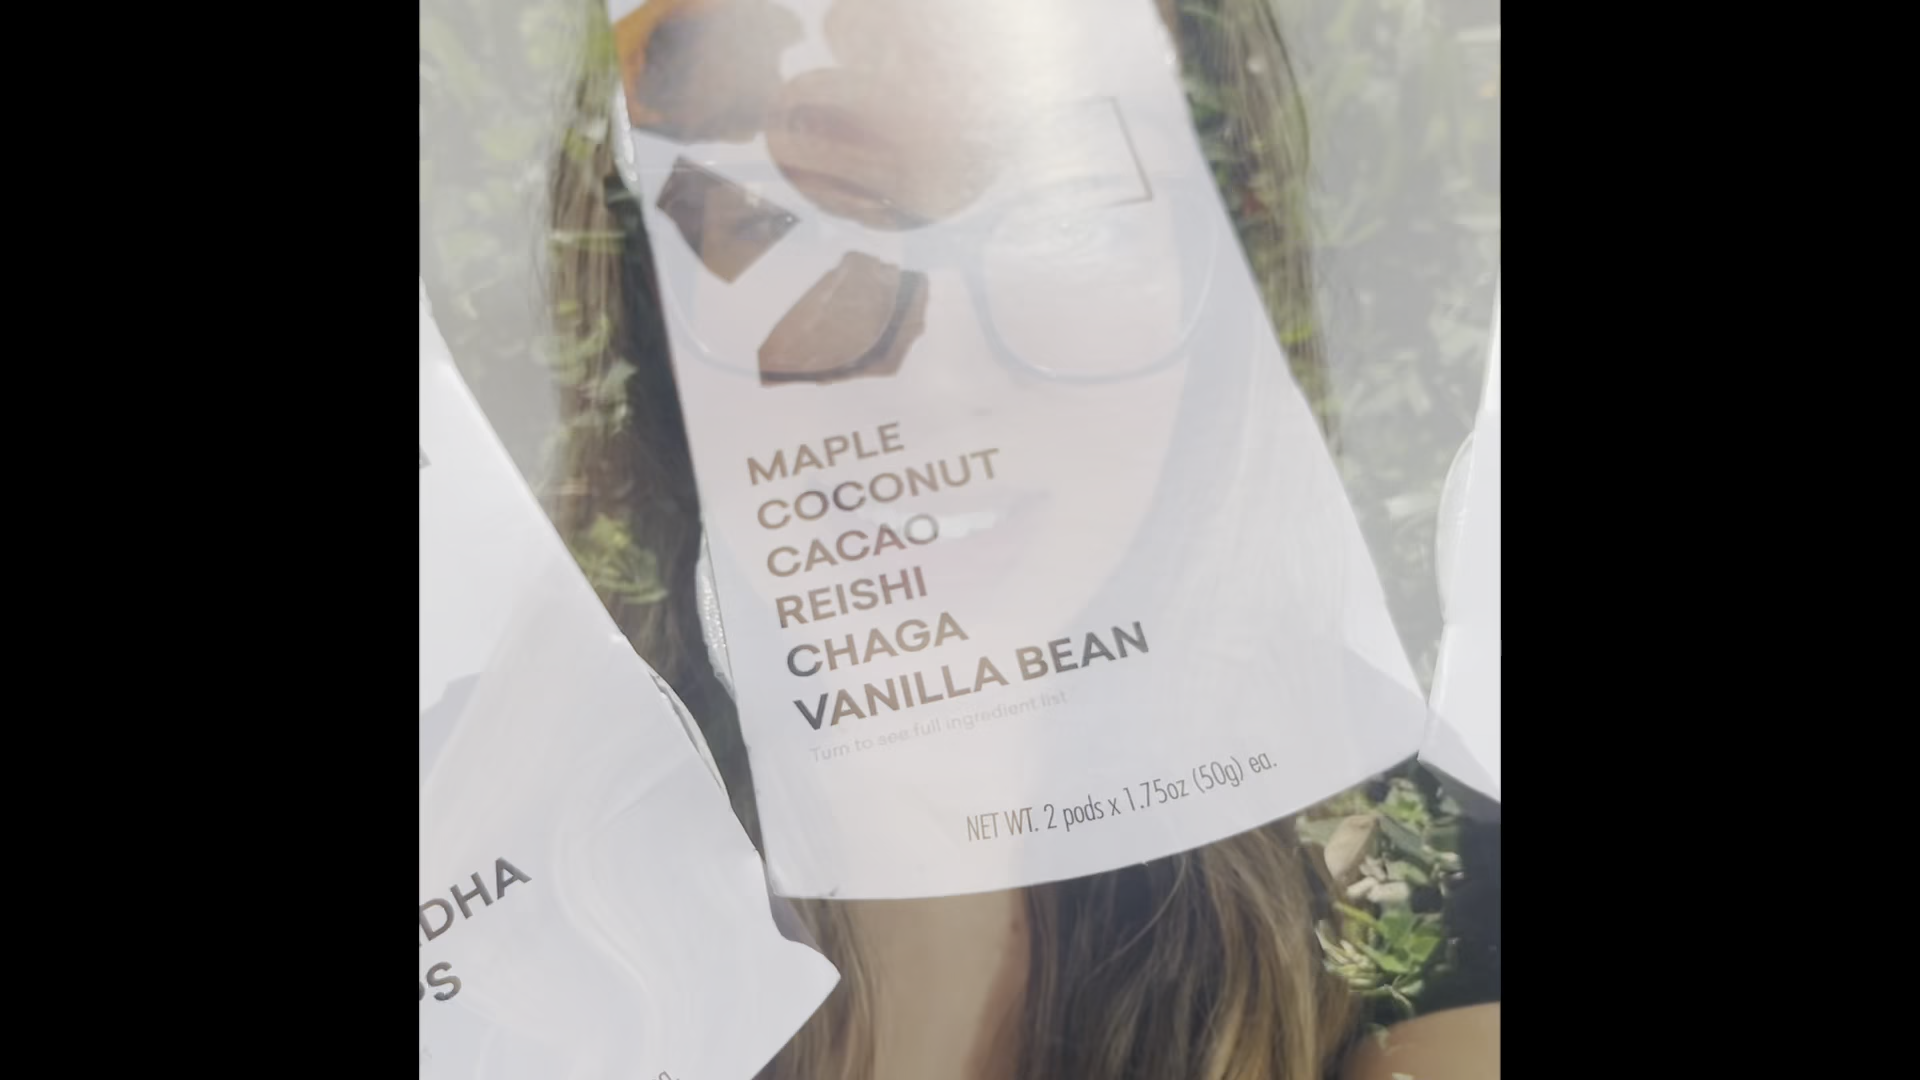 MAPLE
COCONUT
CACAO
REISHI
CHAGA
VANILLA BEAN
Turn to see full ingredient list
NET WT. 2 pods x 1.75oz (50g) ea.